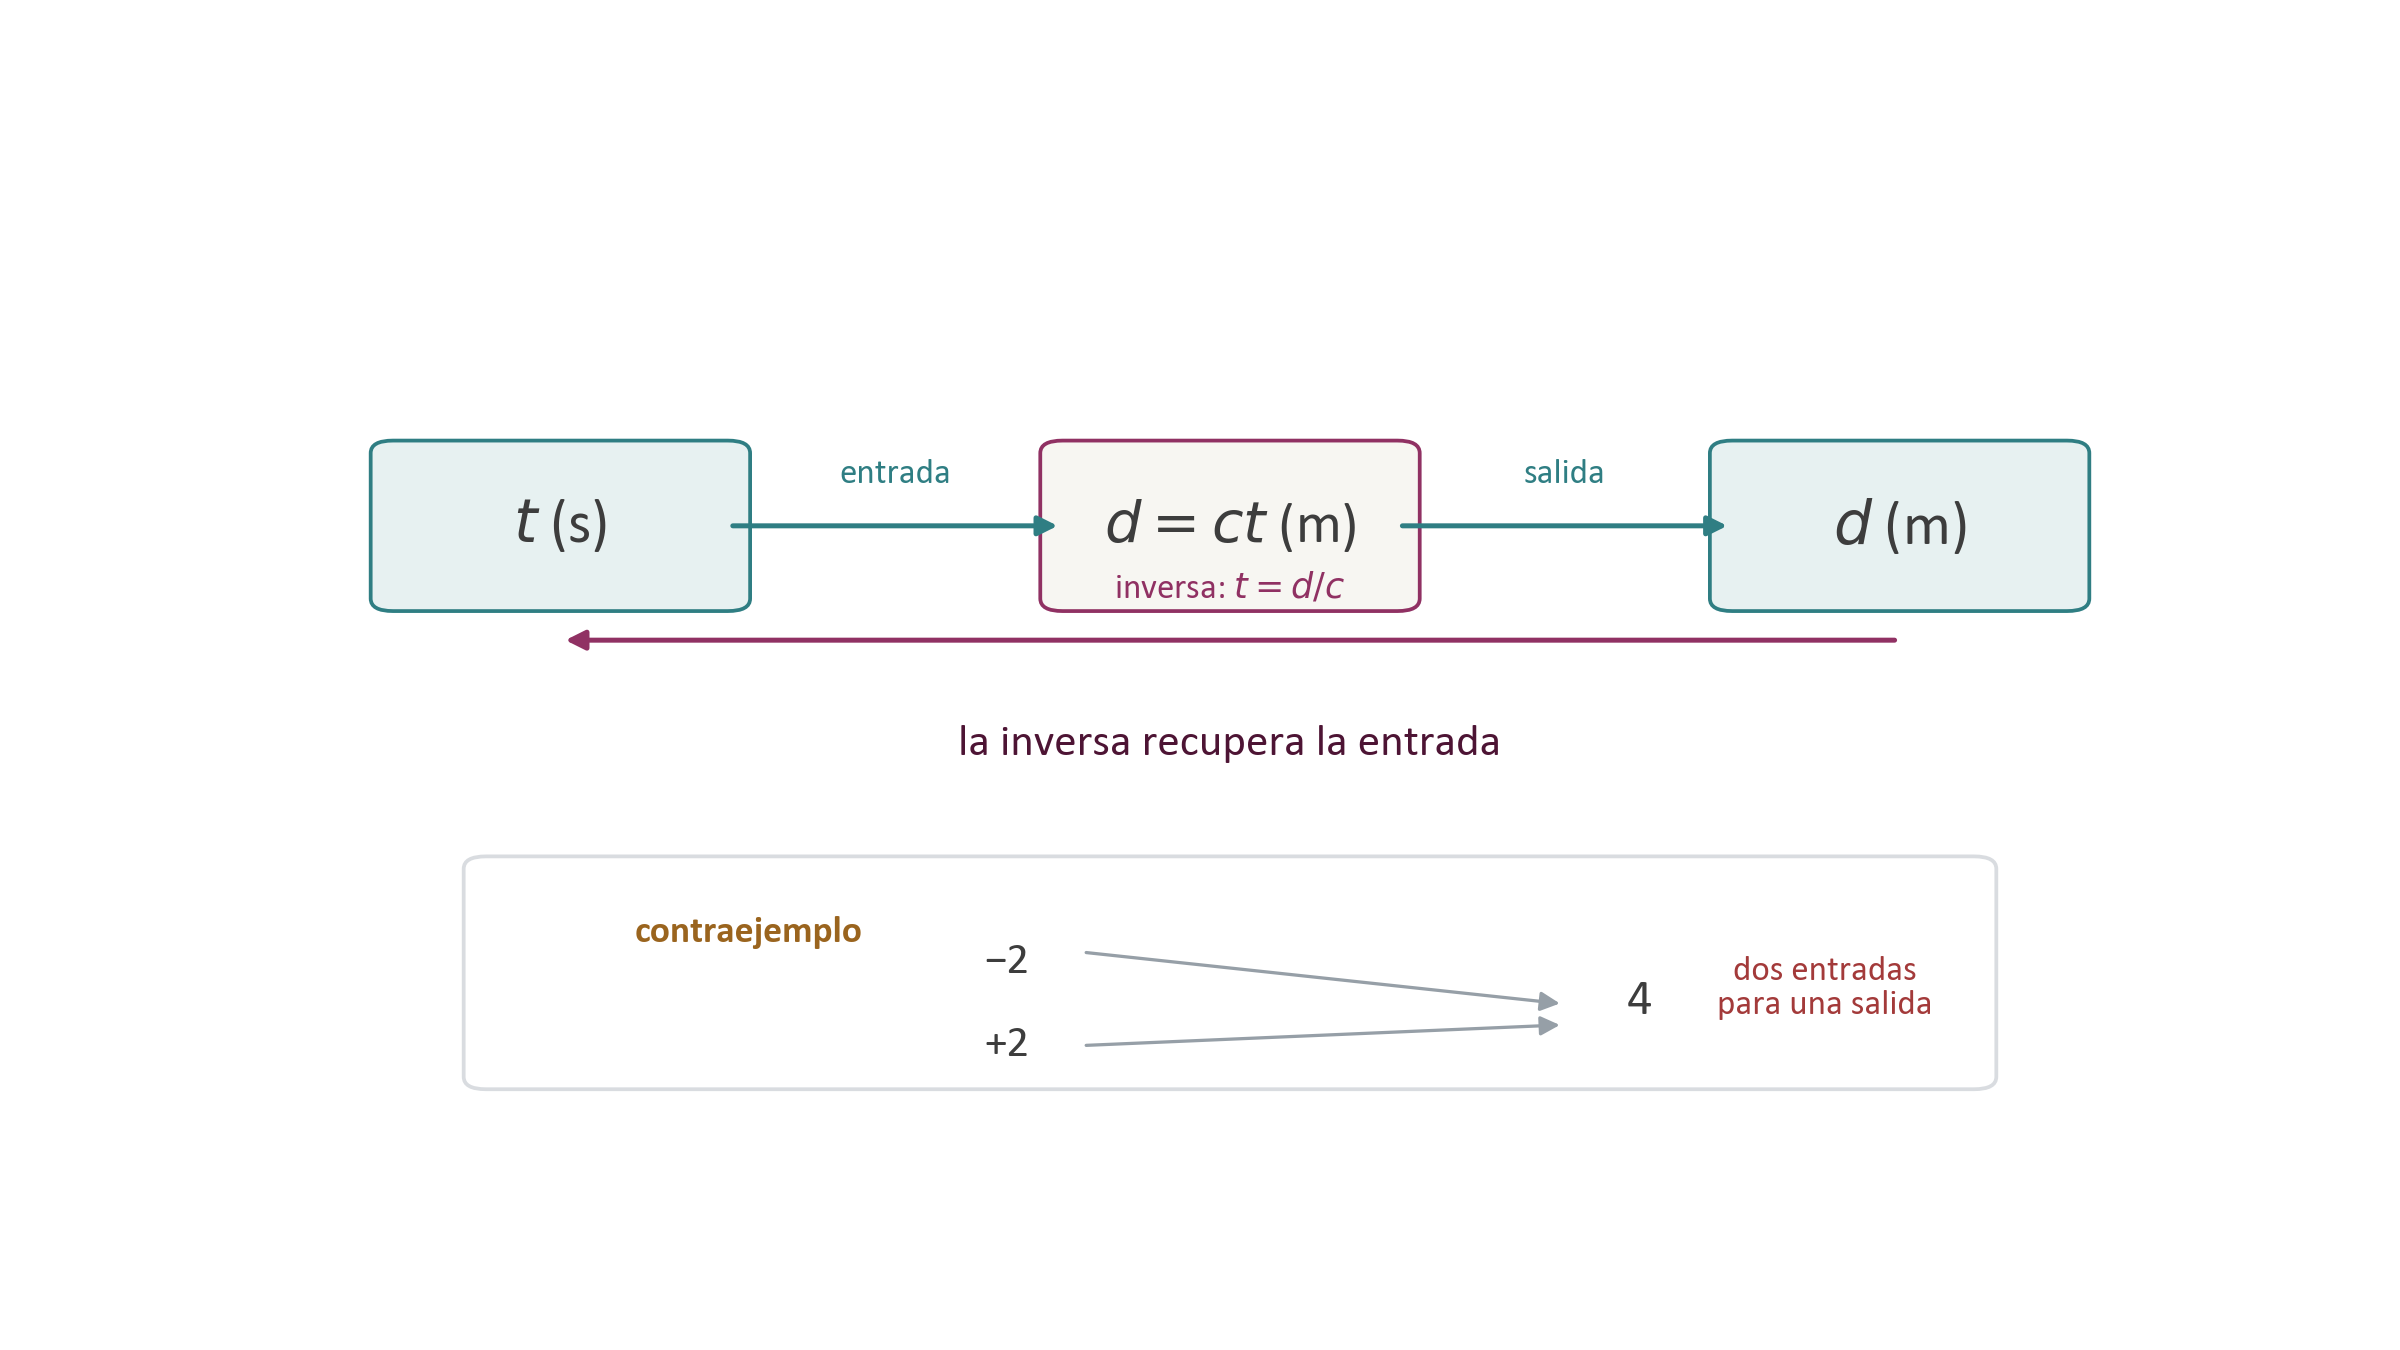 entrada
salida
t (s)
d = ct (m)
d (m)
inversa: t = d/c
la inversa recupera la entrada
contraejemplo
−2
+2
4
dos entradas
para una salida